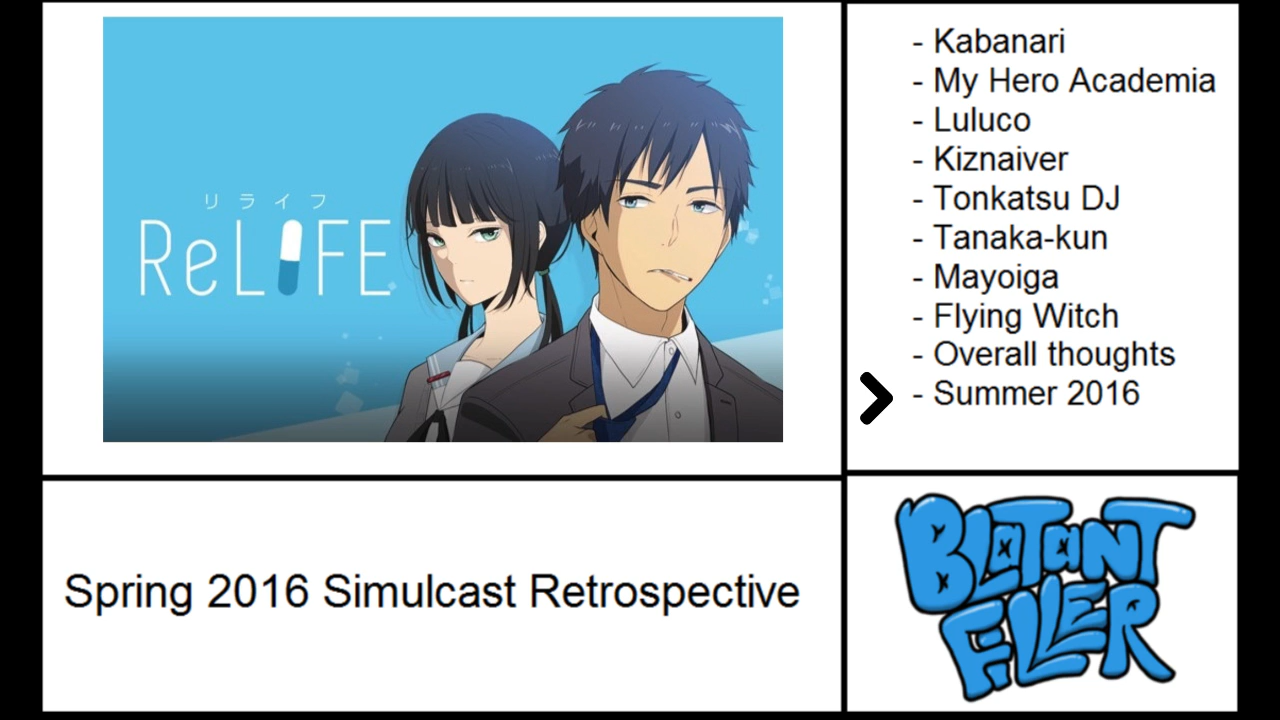 リライフ
ReLIFE
- Kabanari
- My Hero Academia
- Luluco
- Kiznaiver
- Tonkatsu DJ
- Tanaka-kun
- Mayoiga
- Flying Witch
- Overall thoughts
- Summer 2016
Spring 2016 Simulcast Retrospective
BLATANT
FILLER